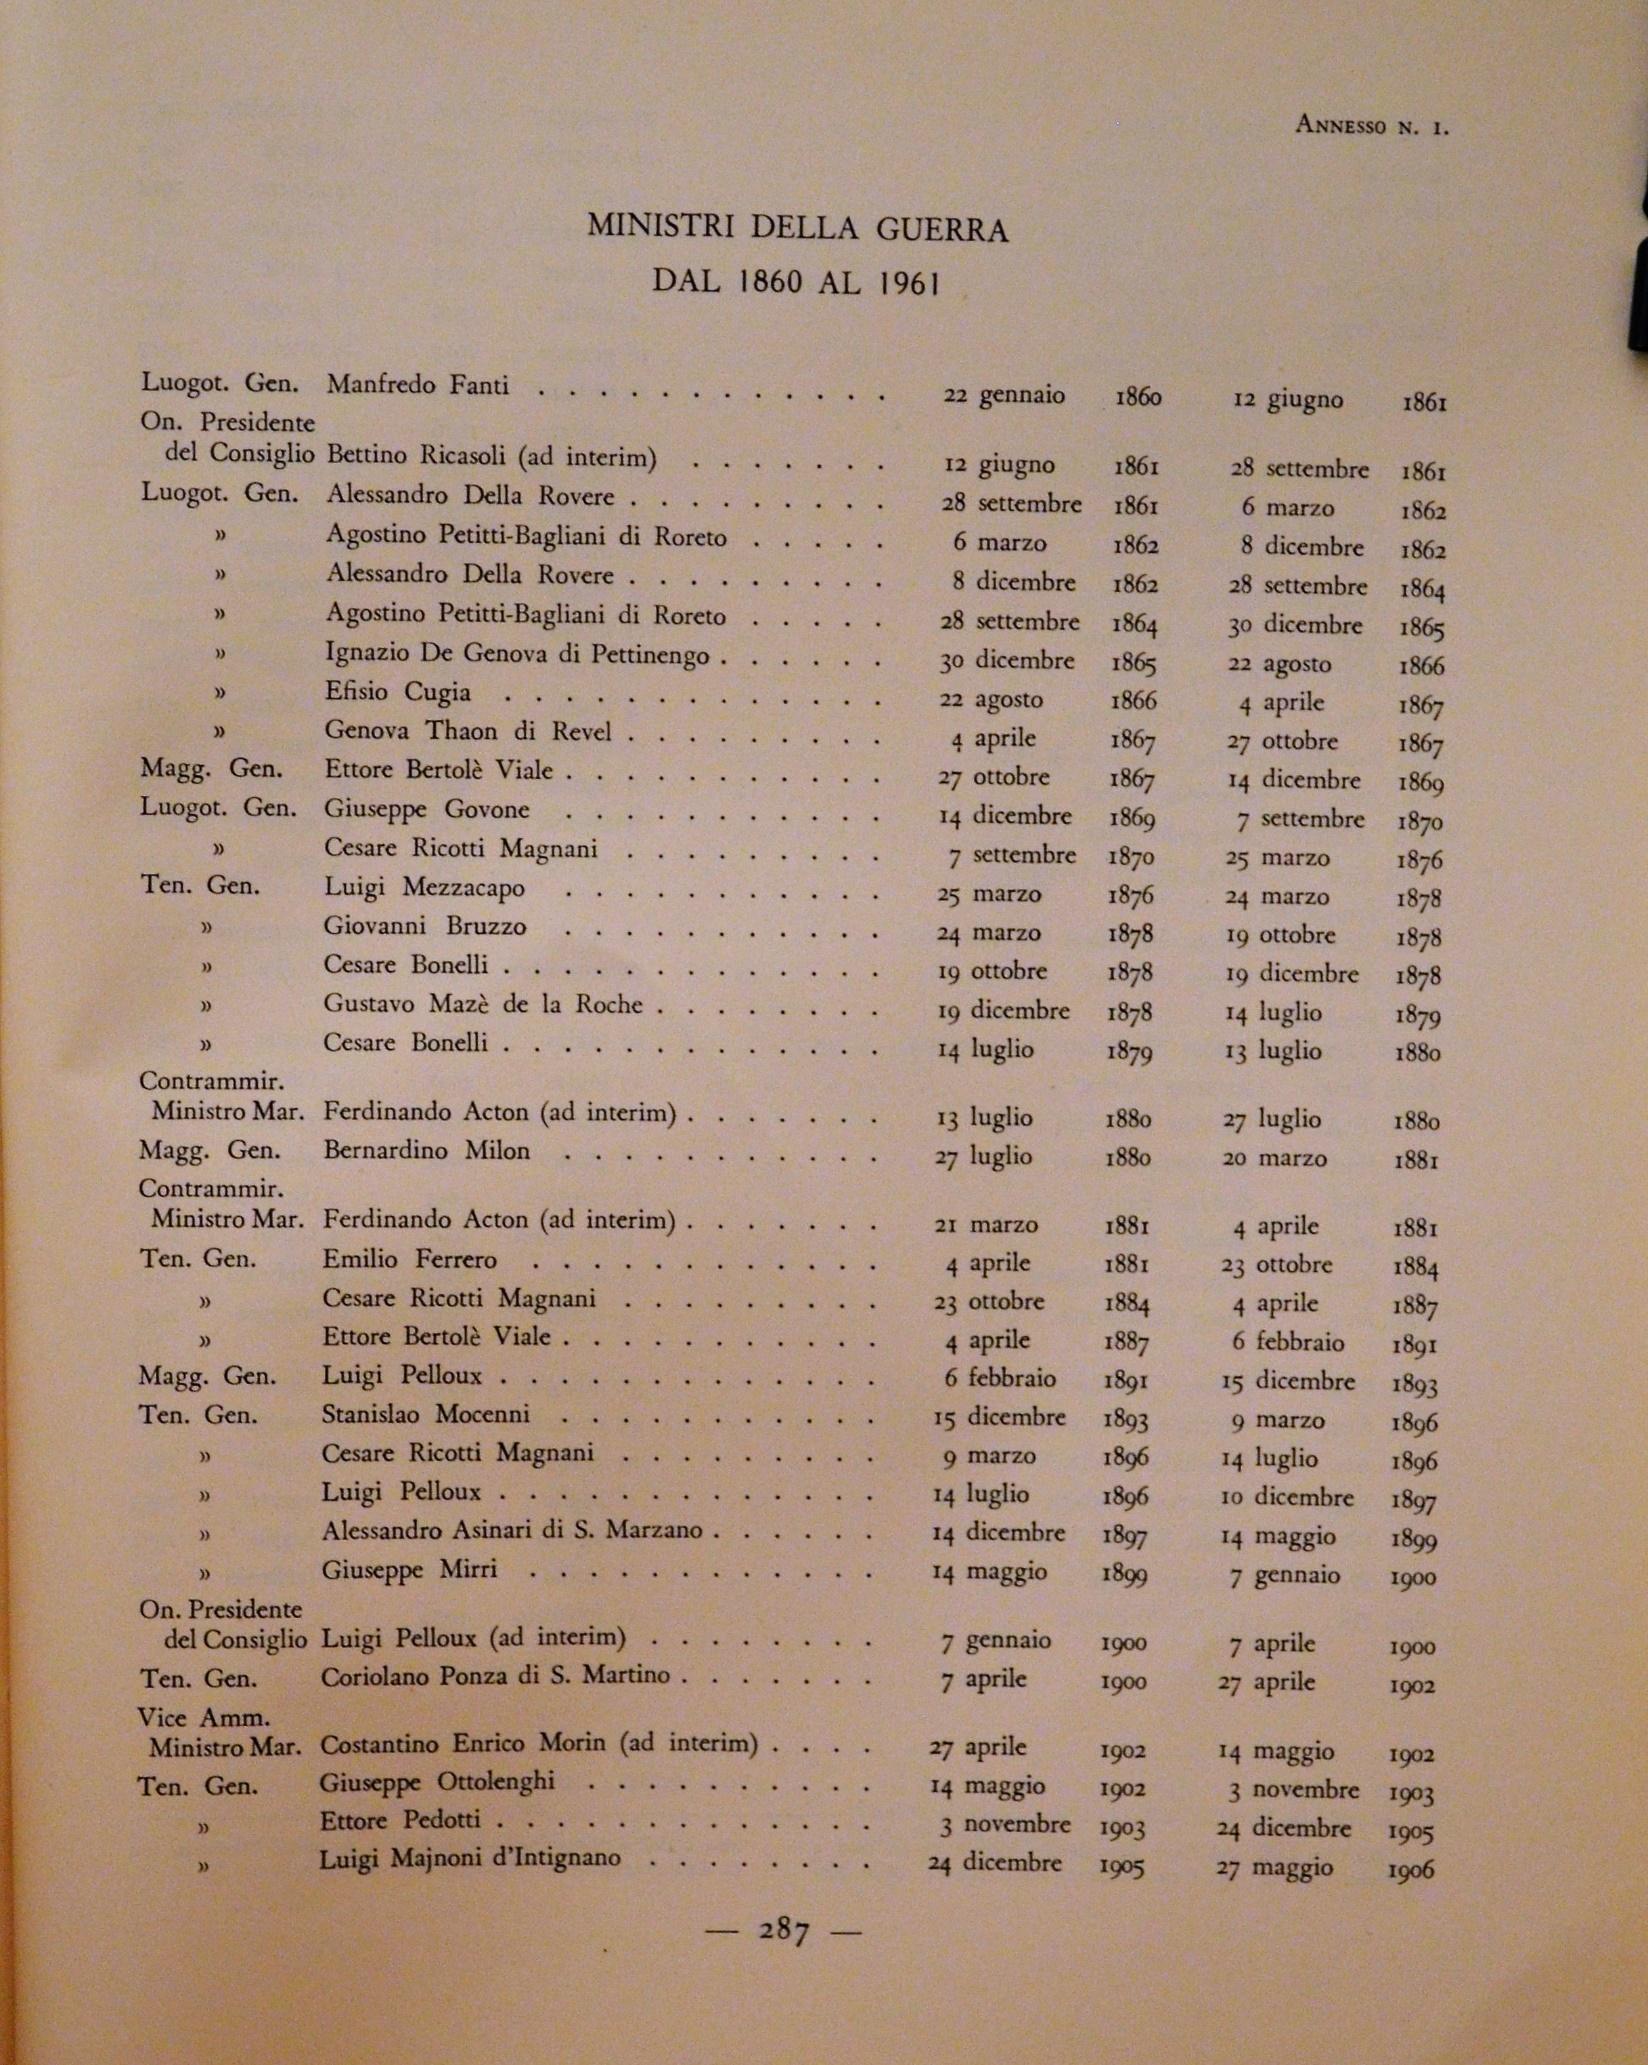 ANNESSO N. 1.
MINISTRI DELLA GUERRA
DAL 1860 AL 1961
Luogot. Gen. Manfredo Fanti . . . . . . . . . . . . 22 gennaio 1860 12 giugno 1861
On. Presidente
del Consiglio Bettino Ricasoli (ad interim) . . . . . . . 12 giugno 1861 28 settembre 1861
Luogot. Gen. Alessandro Della Rovere . . . . . . . . . 28 settembre 1861 6 marzo 1862
» Agostino Petitti-Bagliani di Roreto . . . . . 6 marzo 1862 8 dicembre 1862
» Alessandro Della Rovere . . . . . . . . . 8 dicembre 1862 28 settembre 1864
» Agostino Petitti-Bagliani di Roreto . . . . . 28 settembre 1864 30 dicembre 1865
» Ignazio De Genova di Pettinengo . . . . . . 30 dicembre 1865 22 agosto 1866
» Efisio Cugia . . . . . . . . . . . . . 22 agosto 1866 4 aprile 1867
» Genova Thaon di Revel . . . . . . . . . 4 aprile 1867 27 ottobre 1867
Magg. Gen. Ettore Bertolè Viale . . . . . . . . . . . 27 ottobre 1867 14 dicembre 1869
Luogot. Gen. Giuseppe Govone . . . . . . . . . . . 14 dicembre 1869 7 settembre 1870
» Cesare Ricotti Magnani . . . . . . . . . 7 settembre 1870 25 marzo 1876
Ten. Gen. Luigi Mezzacapo . . . . . . . . . . . 25 marzo 1876 24 marzo 1878
» Giovanni Bruzzo . . . . . . . . . . . 24 marzo 1878 19 ottobre 1878
» Cesare Bonelli . . . . . . . . . . . . . 19 ottobre 1878 19 dicembre 1878
» Gustavo Mazè de la Roche . . . . . . . . 19 dicembre 1878 14 luglio 1879
» Cesare Bonelli . . . . . . . . . . . . . 14 luglio 1879 13 luglio 1880
Contrammir.
Ministro Mar. Ferdinando Acton (ad interim) . . . . . . . 13 luglio 1880 27 luglio 1880
Magg. Gen. Bernardino Milon . . . . . . . . . . . 27 luglio 1880 20 marzo 1881
Contrammir.
Ministro Mar. Ferdinando Acton (ad interim) . . . . . . . 21 marzo 1881 4 aprile 1881
Ten. Gen. Emilio Ferrero . . . . . . . . . . . . 4 aprile 1881 23 ottobre 1884
» Cesare Ricotti Magnani . . . . . . . . . 23 ottobre 1884 4 aprile 1887
» Ettore Bertolè Viale . . . . . . . . . . . 4 aprile 1887 6 febbraio 1891
Magg. Gen. Luigi Pelloux . . . . . . . . . . . . . 6 febbraio 1891 15 dicembre 1893
Ten. Gen. Stanislao Mocenni . . . . . . . . . . . 15 dicembre 1893 9 marzo 1896
» Cesare Ricotti Magnani . . . . . . . . . 9 marzo 1896 14 luglio 1896
» Luigi Pelloux . . . . . . . . . . . . . 14 luglio 1896 10 dicembre 1897
» Alessandro Asinari di S. Marzano . . . . . . 14 dicembre 1897 14 maggio 1899
» Giuseppe Mirri . . . . . . . . . . . . 14 maggio 1899 7 gennaio 1900
On. Presidente
del Consiglio Luigi Pelloux (ad interim) . . . . . . . . 7 gennaio 1900 7 aprile 1900
Ten. Gen. Coriolano Ponza di S. Martino . . . . . . . 7 aprile 1900 27 aprile 1902
Vice Amm.
Ministro Mar. Costantino Enrico Morin (ad interim) . . . . 27 aprile 1902 14 maggio 1902
Ten. Gen. Giuseppe Ottolenghi . . . . . . . . . . 14 maggio 1902 3 novembre 1903
» Ettore Pedotti . . . . . . . . . . . . . 3 novembre 1903 24 dicembre 1905
» Luigi Majnoni d'Intignano . . . . . . . . 24 dicembre 1905 27 maggio 1906
— 287 —